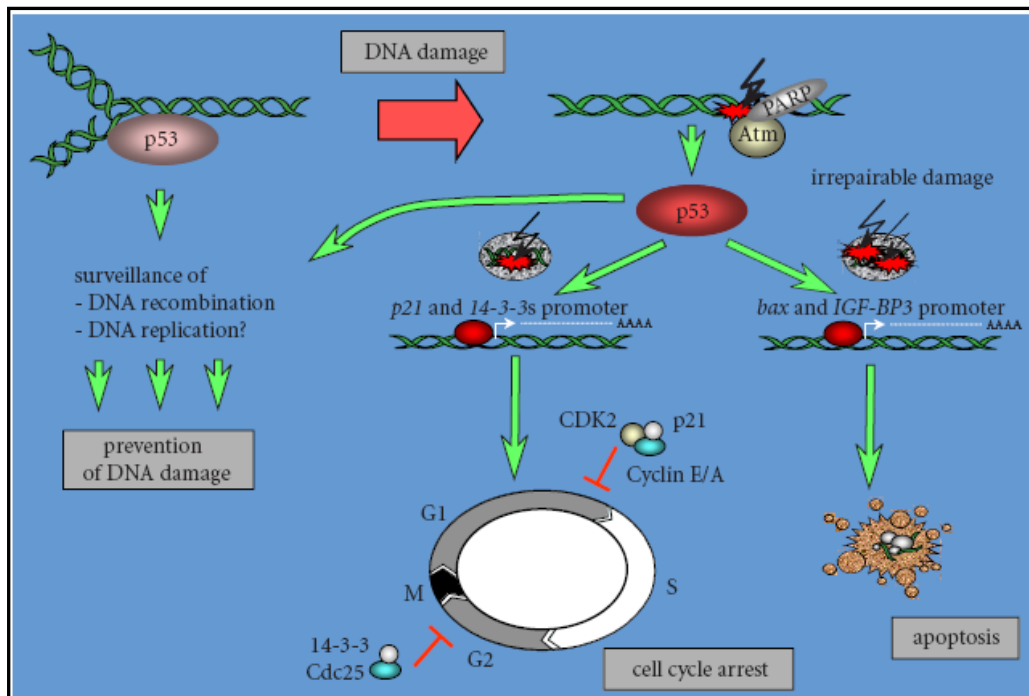 DNA damage
p53
PARP
Atm
irrepairable damage
p53
surveillance of
- DNA recombination
- DNA replication?
p21 and 14-3-3s promoter
AAAA
bax and IGF-BP3 promoter
AAAA
prevention
of DNA damage
CDK2 p21
Cyclin E/A
G1
M
S
G2
14-3-3
Cdc25
cell cycle arrest
apoptosis